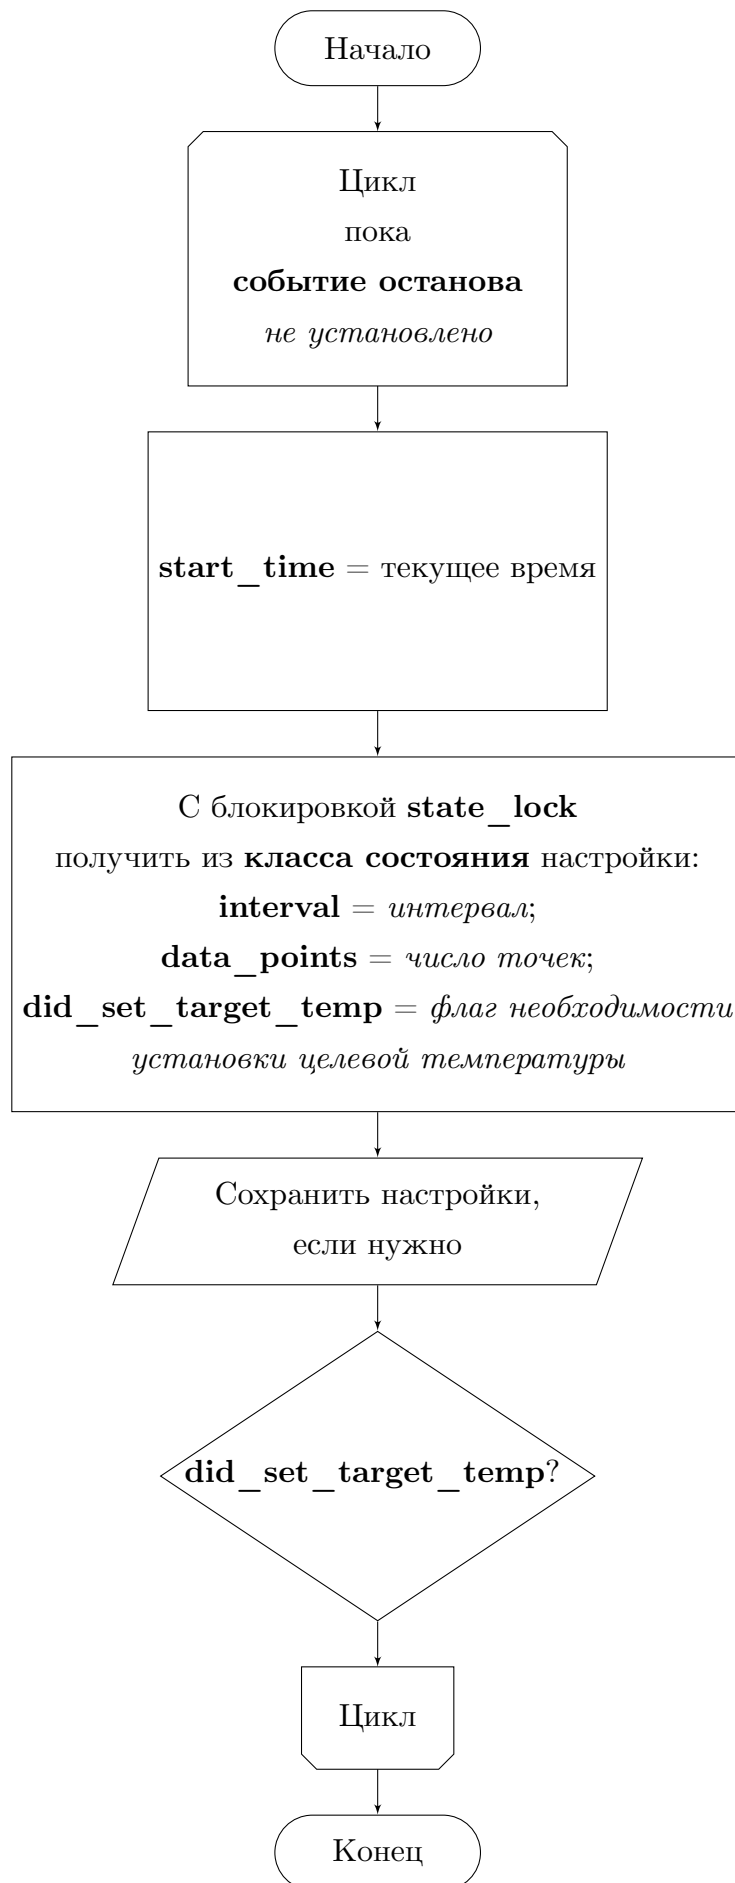 Начало
Цикл
пока
событие останова
не установлено
start_time = текущее время
С блокировкой state_lock
получить из класса состояния настройки:
interval = интервал;
data_points = число точек;
did_set_target_temp = флаг необходимости
установки целевой температуры
Сохранить настройки,
если нужно
did_set_target_temp?
Цикл
Конец